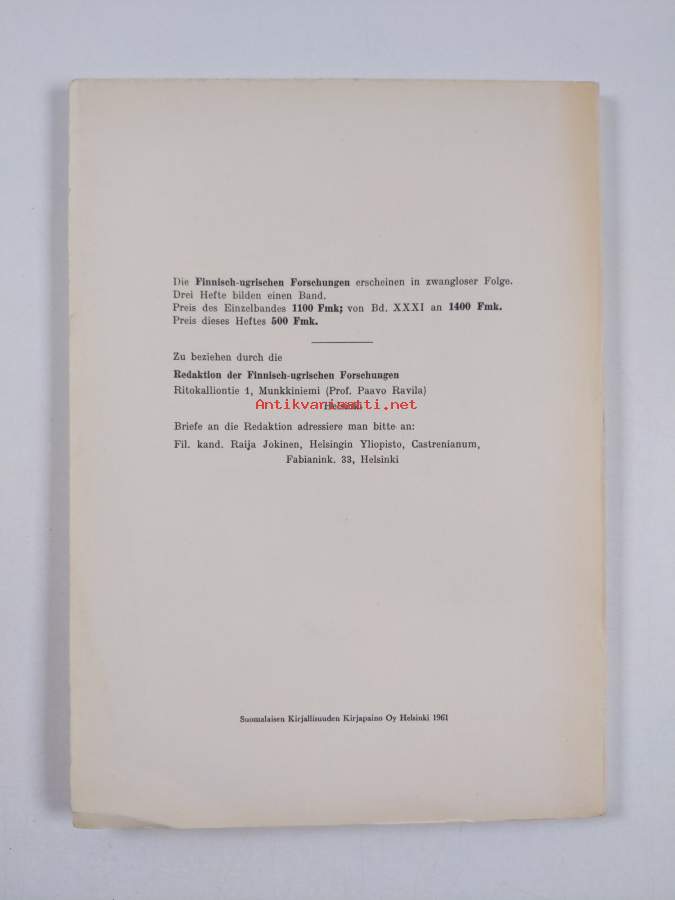 Die Finnisch-ugrischen Forschungen erscheinen in zwangloser Folge.
Drei Hefte bilden einen Band.
Preis des Einzelbandes 1100 Fmk; von Bd. XXXI an 1400 Fmk.
Preis dieses Heftes 500 Fmk.
Zu beziehen durch die
Redaktion der Finnisch-ugrischen Forschungen
Ritokalliontie 1, Munkkiniemi (Prof. Paavo Ravila)
Helsinki
Antikvariaatti.net
Briefe an die Redaktion adressiere man bitte an:
Fil. kand. Raija Jokinen, Helsingin Yliopisto, Castrenianum,
Fabianink. 33, Helsinki
Suomalaisen Kirjallisuuden Kirjapaino Oy Helsinki 1961